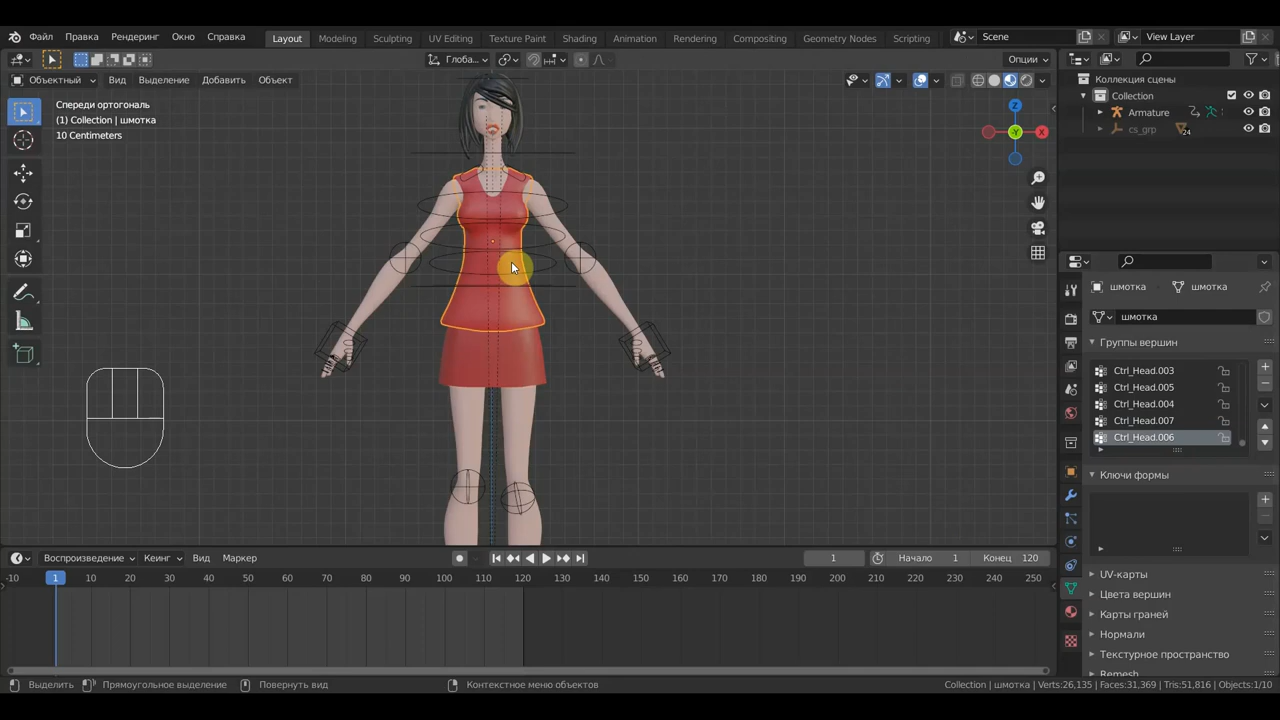 Файл Правка Рендеринг Окно Справка Layout Modeling Sculpting UV Editing Texture Paint Shading Animation Rendering Compositing Geometry Nodes Scripting Scene View Layer
Глоба... Опции
Объектный Вид Выделение Добавить Объект
Спереди ортогональ
(1) Collection | шмотка
10 Centimeters
Z
X
-Y
Коллекция сцены
Collection
Armature
cs_grp 24
шмотка шмотка
шмотка
Группы вершин
Ctrl_Head.003
Ctrl_Head.005
Ctrl_Head.004
Ctrl_Head.007
Ctrl_Head.006
Ключи формы
UV-карты
Цвета вершин
Карты граней
Нормали
Текстурное пространство
Remesh
Воспроизведение Кеинг Вид Маркер 1 Начало 1 Конец 120
-10 1 10 20 30 40 50 60 70 80 90 100 110 120 130 140 150 160 170 180 190 200 210 220 230 240 250
Выделить Прямоугольное выделение Повернуть вид Контекстное меню объектов Collection | шмотка | Verts:26,135 | Faces:31,369 | Tris:51,816 | Objects:1/10